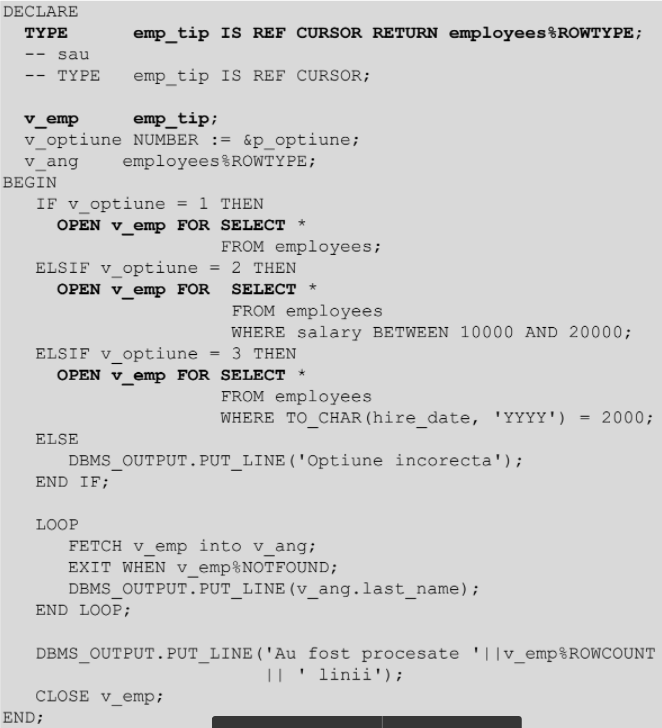 DECLARE
  TYPE      emp_tip IS REF CURSOR RETURN employees%ROWTYPE;
  -- sau
  -- TYPE   emp_tip IS REF CURSOR;
  v_emp     emp_tip;
  v_optiune NUMBER := &p_optiune;
  v_ang    employees%ROWTYPE;
BEGIN
   IF v_optiune = 1 THEN
     OPEN v_emp FOR SELECT *
                    FROM employees;
   ELSIF v_optiune = 2 THEN
     OPEN v_emp FOR  SELECT *
                     FROM employees
                     WHERE salary BETWEEN 10000 AND 20000;
   ELSIF v_optiune = 3 THEN
     OPEN v_emp FOR SELECT *
                    FROM employees
                    WHERE TO_CHAR(hire_date, 'YYYY') = 2000;
   ELSE
      DBMS_OUTPUT.PUT_LINE('Optiune incorecta');
   END IF;
   LOOP
      FETCH v_emp into v_ang;
      EXIT WHEN v_emp%NOTFOUND;
      DBMS_OUTPUT.PUT_LINE(v_ang.last_name);
   END LOOP;
   DBMS_OUTPUT.PUT_LINE('Au fost procesate '||v_emp%ROWCOUNT
                        || ' linii');
   CLOSE v_emp;
END;